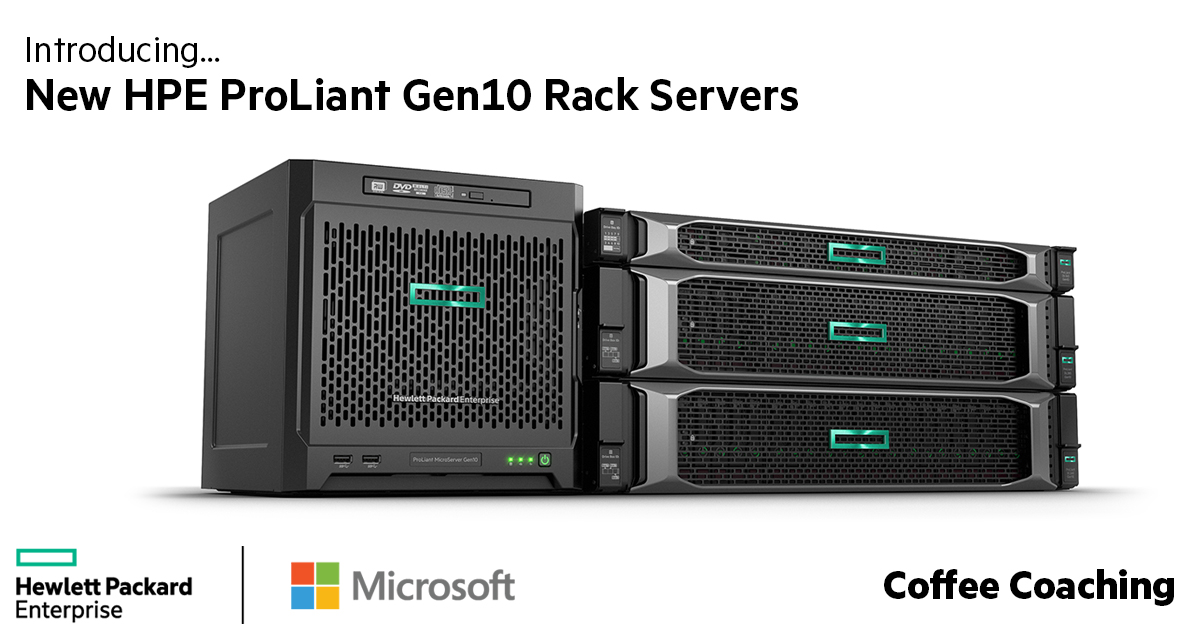 Introducing...
New HPE ProLiant Gen10 Rack Servers
DVD
Hewlett Packard Enterprise
ProLiant MicroServer Gen10
Hewlett Packard
Enterprise
Microsoft
Coffee Coaching